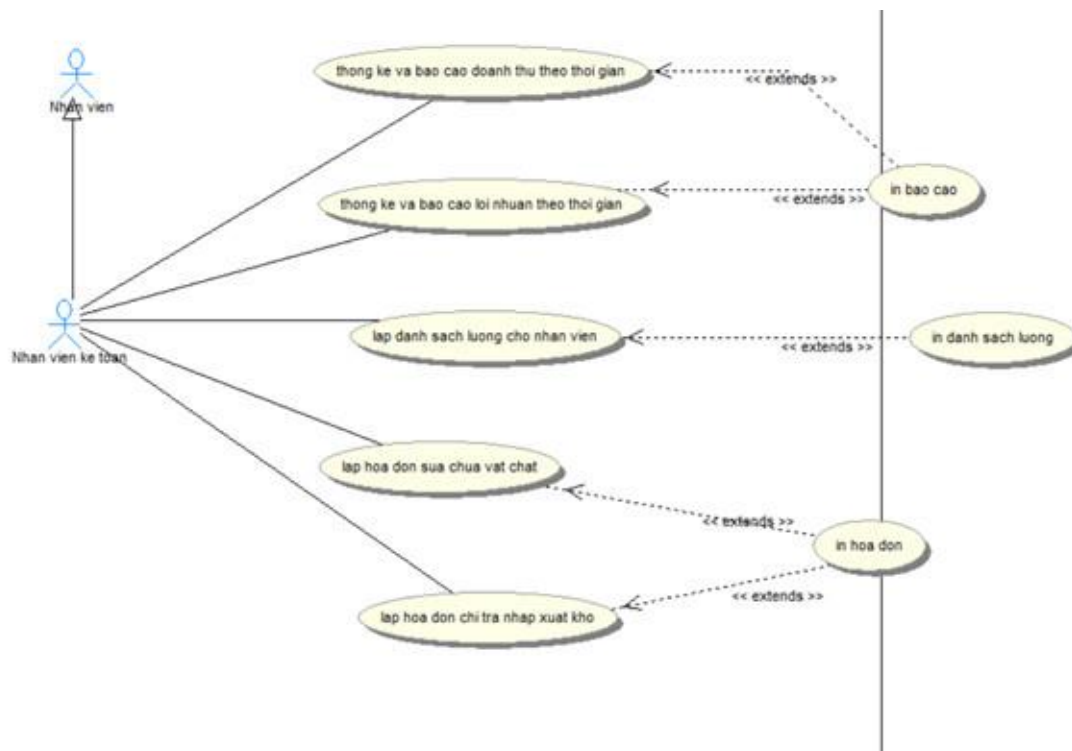 Nhan vien
thong ke va bao cao doanh thu theo thoi gian
<< extends >>
in bao cao
thong ke va bao cao loi nhuan theo thoi gian
<< extends >>
Nhan vien ke toan
lap danh sach luong cho nhan vien
<< extends >>
in danh sach luong
lap hoa don sua chua vat chat
<< extends >>
in hoa don
<< extends >>
lap hoa don chi tra nhap xuat kho